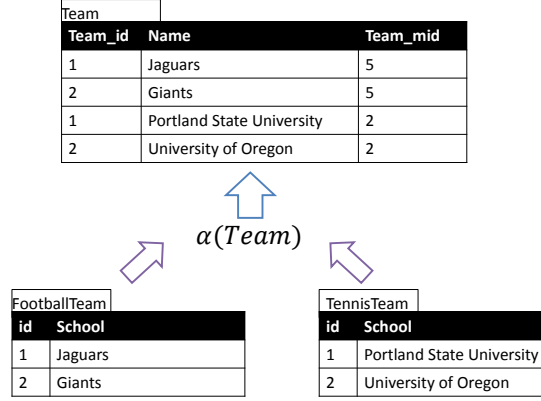 Team
Team_id Name Team_mid
1 Jaguars 5
2 Giants 5
1 Portland State University 2
2 University of Oregon 2
α(Team)
FootballTeam
id School
1 Jaguars
2 Giants
TennisTeam
id School
1 Portland State University
2 University of Oregon